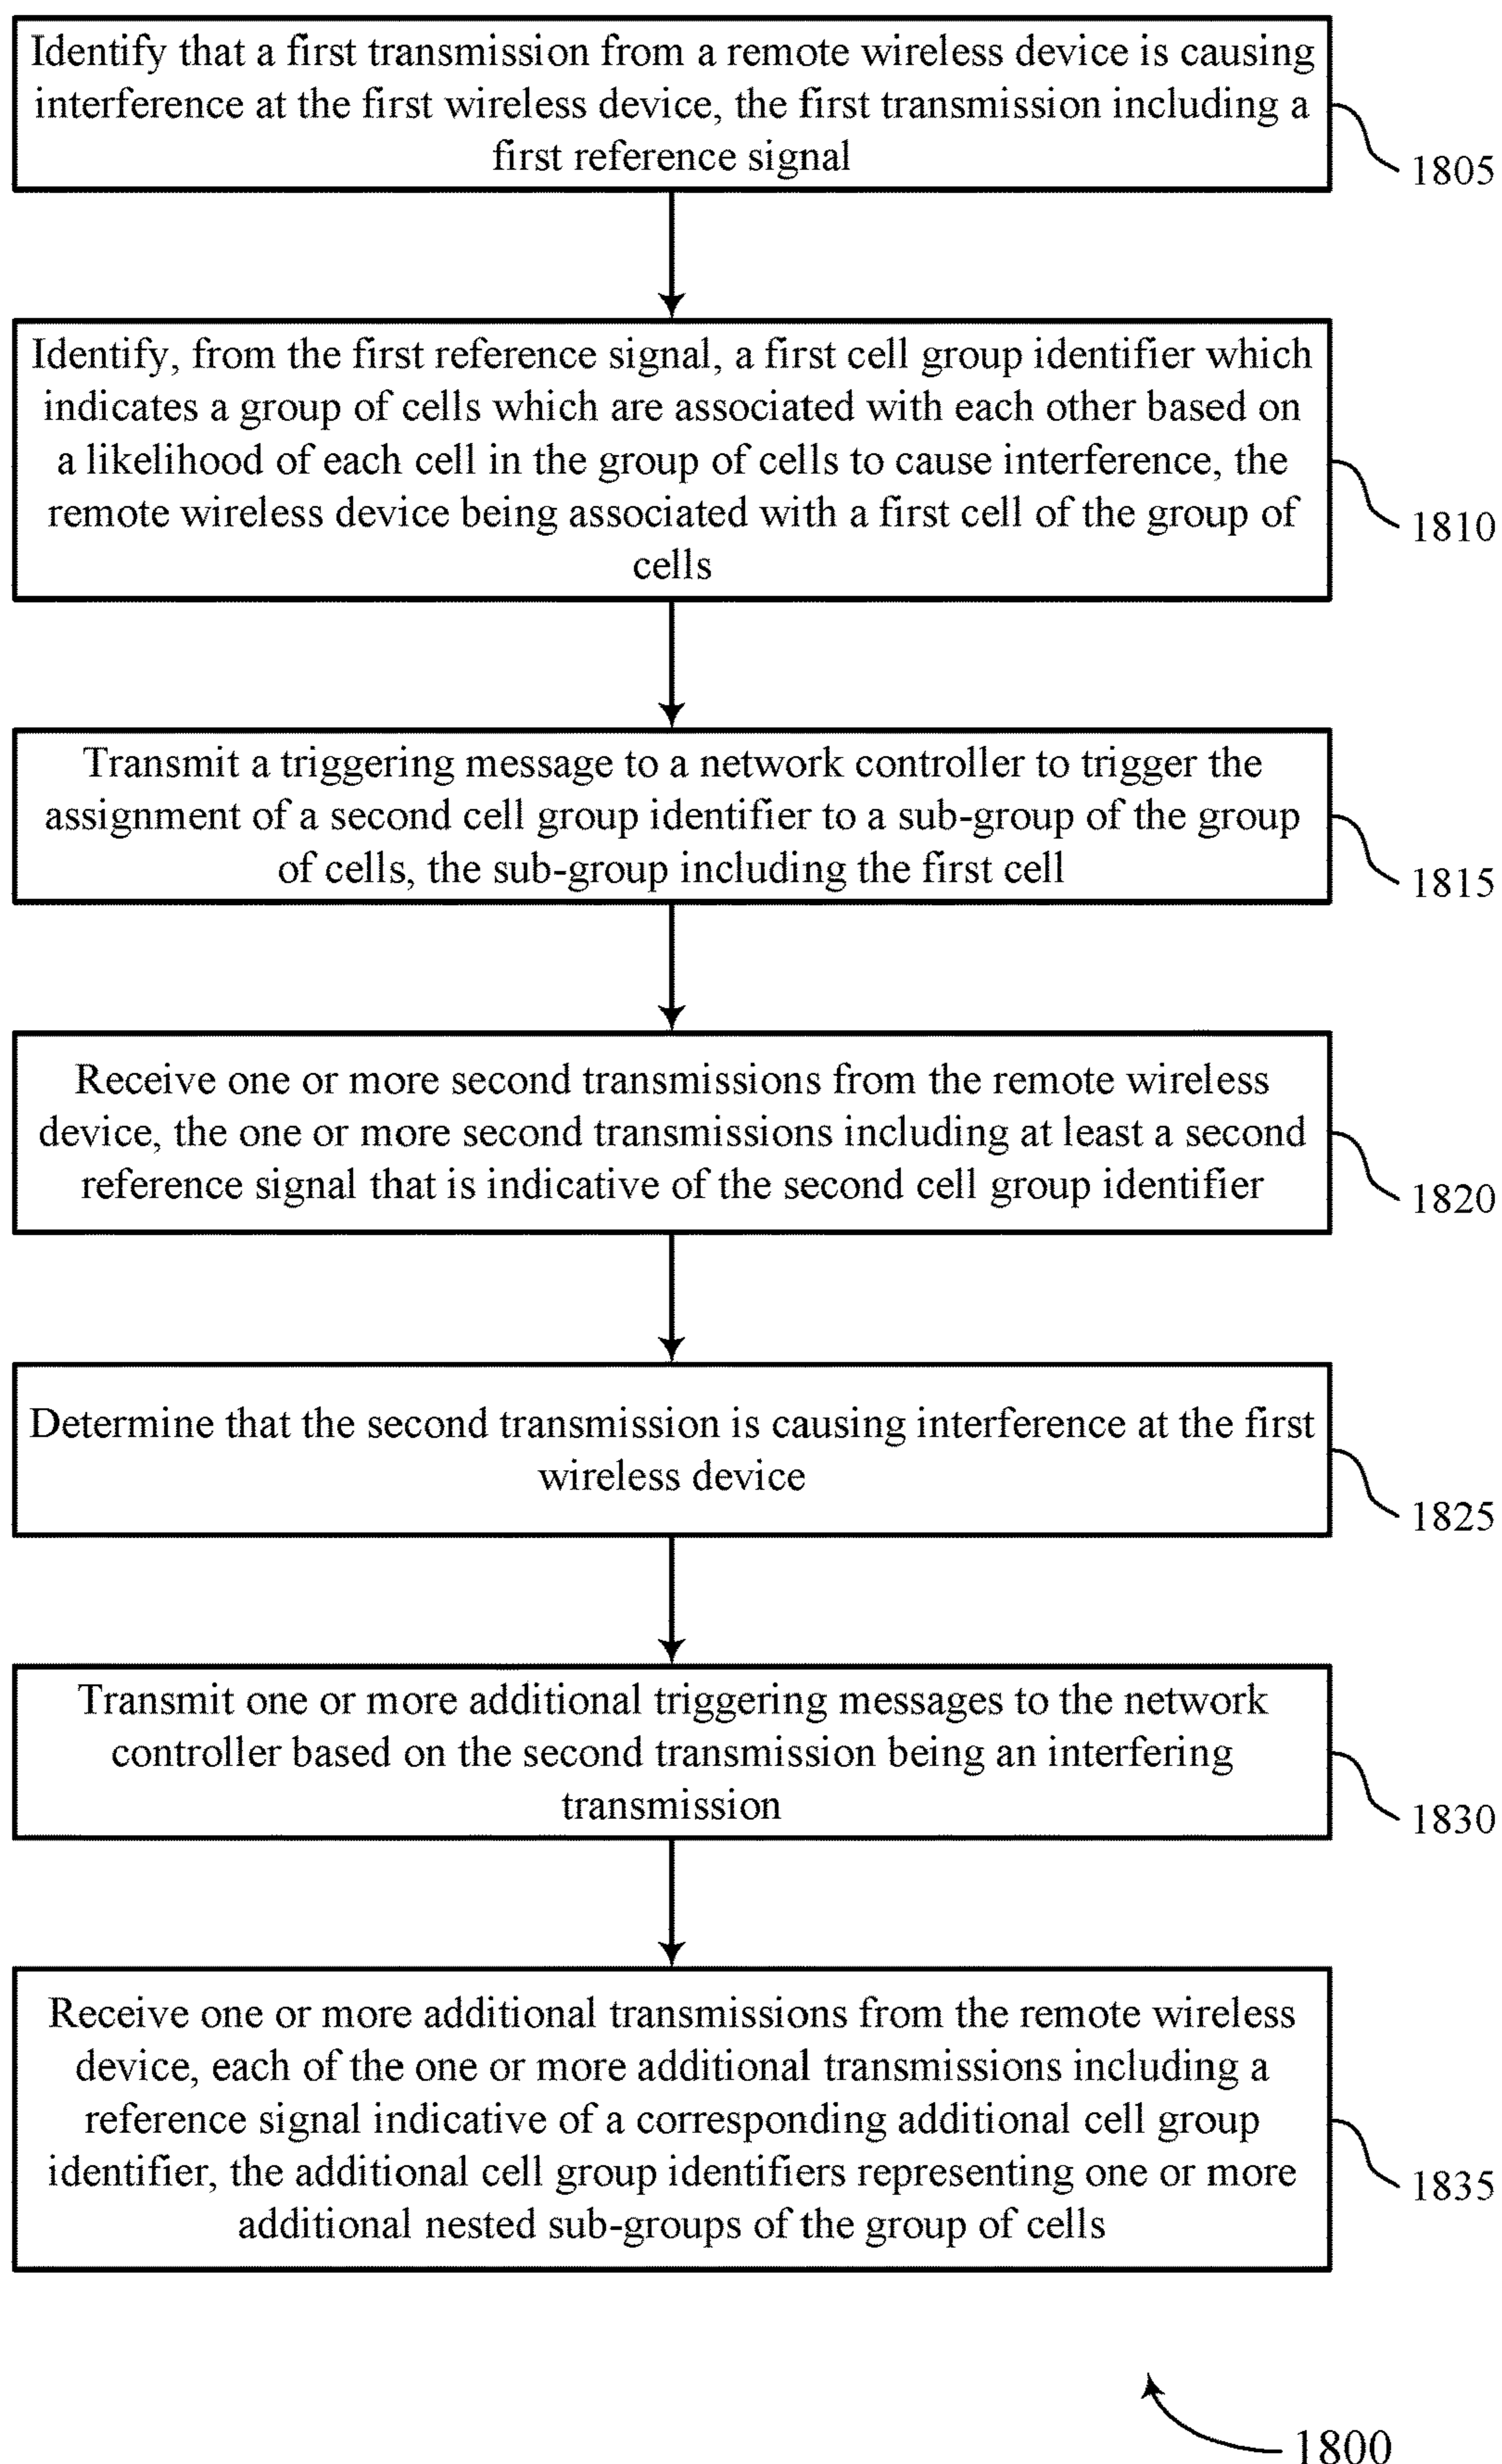 Identify that a first transmission from a remote wireless device is causing
interference at the first wireless device, the first transmission including a
first reference signal
1805
Identify, from the first reference signal, a first cell group identifier which
indicates a group of cells which are associated with each other based on
a likelihood of each cell in the group of cells to cause interference, the
remote wireless device being associated with a first cell of the group of
cells
1810
Transmit a triggering message to a network controller to trigger the
assignment of a second cell group identifier to a sub-group of the group
of cells, the sub-group including the first cell
1815
Receive one or more second transmissions from the remote wireless
device, the one or more second transmissions including at least a second
reference signal that is indicative of the second cell group identifier
1820
Determine that the second transmission is causing interference at the first
wireless device
1825
Transmit one or more additional triggering messages to the network
controller based on the second transmission being an interfering
transmission
1830
Receive one or more additional transmissions from the remote wireless
device, each of the one or more additional transmissions including a
reference signal indicative of a corresponding additional cell group
identifier, the additional cell group identifiers representing one or more
additional nested sub-groups of the group of cells
1835
1800